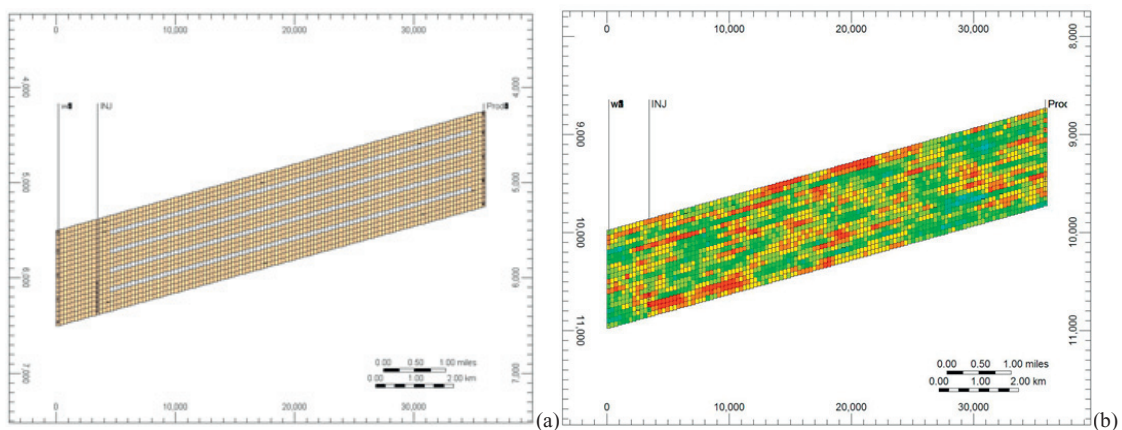 0 10,000 20,000 30,000
4,000 4,000
INJ
5,000 5,000
6,000 6,000
7,000 7,000
0.00 0.50 1.00 miles
0.00 1.00 2.00 km
0 10,000 20,000 30,000
(a)
0 10,000 20,000 30,000
8,000
INJ
9,000 9,000
10,000 10,000
11,000 11,000
0.00 0.50 1.00 miles
0.00 1.00 2.00 km
0 10,000 20,000 30,000
(b)